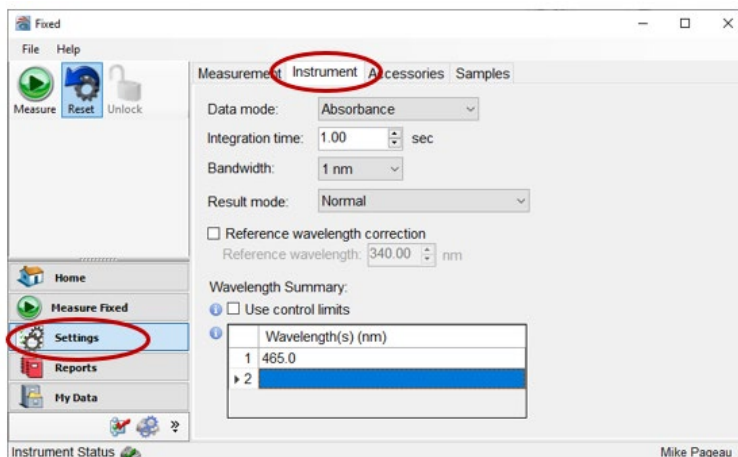 Fixed
File Help
Measure Reset Unlock
Measurement Instrument Accessories Samples
Data mode: Absorbance
Integration time: 1.00 sec
Bandwidth: 1 nm
Result mode: Normal
Reference wavelength correction
Reference wavelength: 340.00 nm
Wavelength Summary:
Use control limits
Wavelength(s) (nm)
1 465.0
2
Home
Measure Fixed
Settings
Reports
My Data
Instrument Status
Mike Pageau